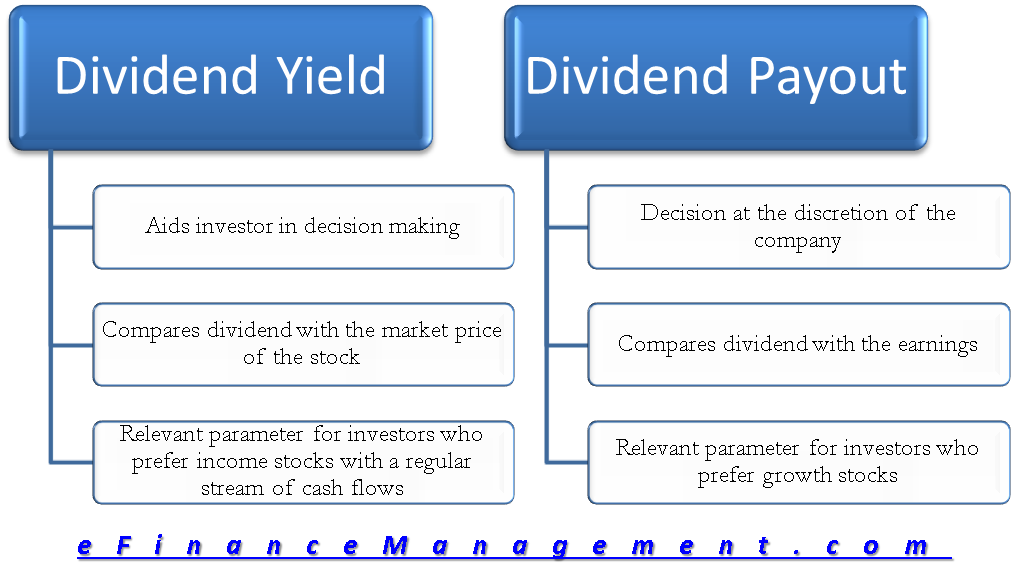 Dividend Yield
Aids investor in decision making
Compares dividend with the market price
of the stock
Relevant parameter for investors who
prefer income stocks with a regular
stream of cash flows
Dividend Payout
Decision at the discretion of the
company
Compares dividend with the earnings
Relevant parameter for investors who
prefer growth stocks
eFinanceManagement.com